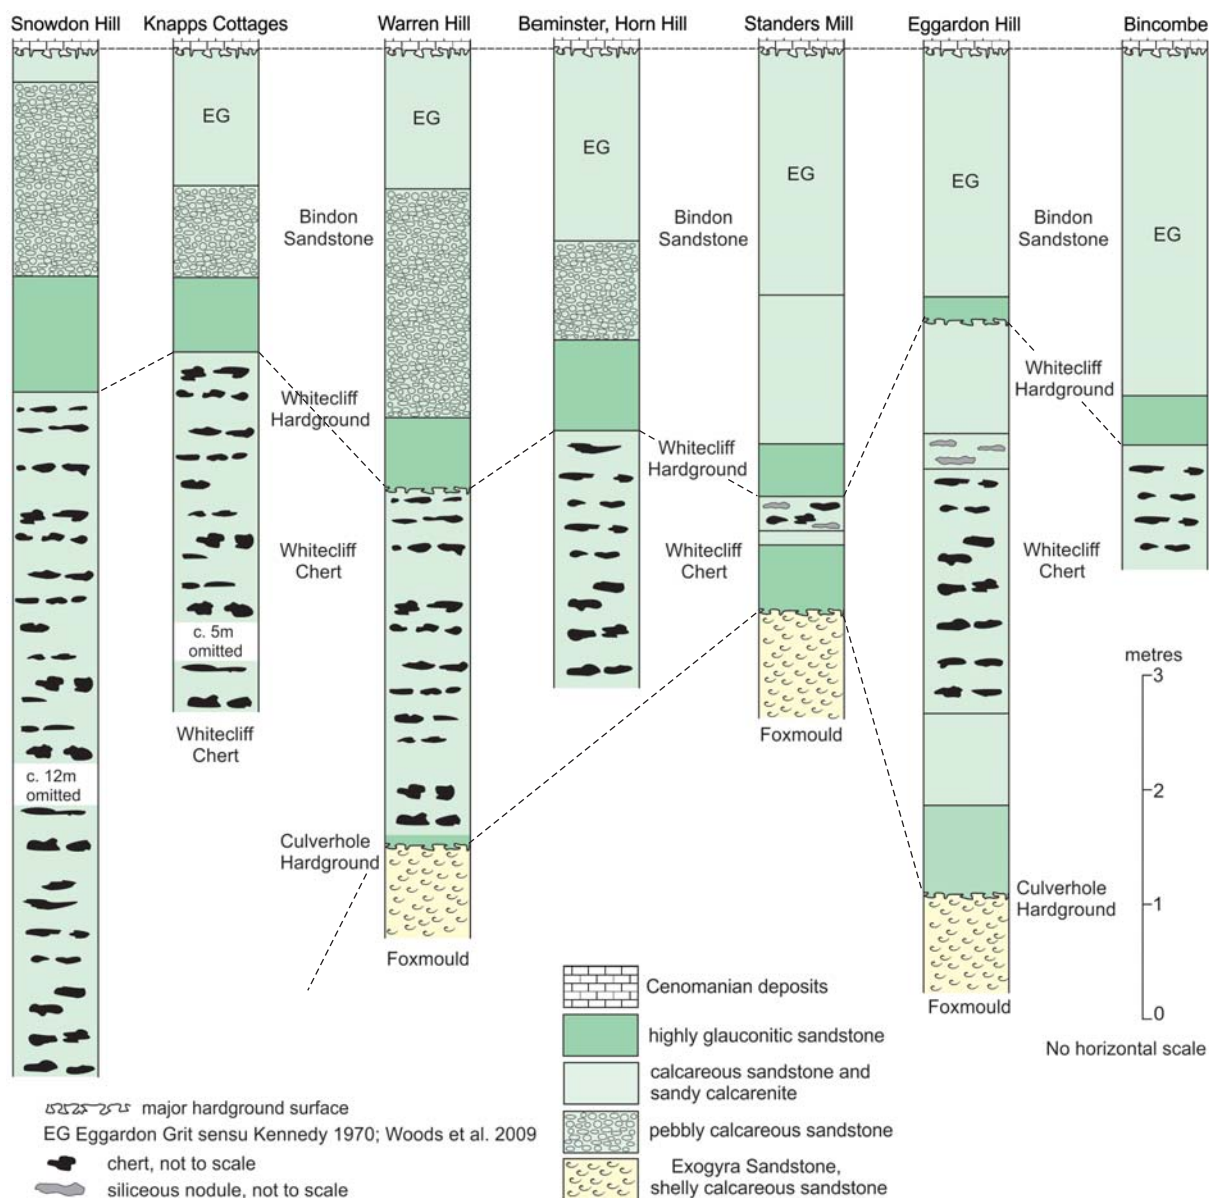 Snowdon Hill
Knapps Cottages
Warren Hill
Beminster, Horn Hill
Standers Mill
Eggardon Hill
Bincombe
EG
EG
EG
EG
EG
EG
Bindon
Sandstone
Bindon
Sandstone
Bindon
Sandstone
Whitecliff
Hardground
Whitecliff
Hardground
Whitecliff
Hardground
Whitecliff
Chert
Whitecliff
Chert
Whitecliff
Chert
c. 5m
omitted
Whitecliff
Chert
c. 12m
omitted
Culverhole
Hardground
Foxmould
Foxmould
Culverhole
Hardground
Foxmould
metres
3
2
1
0
No horizontal scale
Cenomanian deposits
highly glauconitic sandstone
calcareous sandstone and
sandy calcarenite
pebbly calcareous sandstone
Exogyra Sandstone,
shelly calcareous sandstone
major hardground surface
EG Eggardon Grit sensu Kennedy 1970; Woods et al. 2009
chert, not to scale
siliceous nodule, not to scale